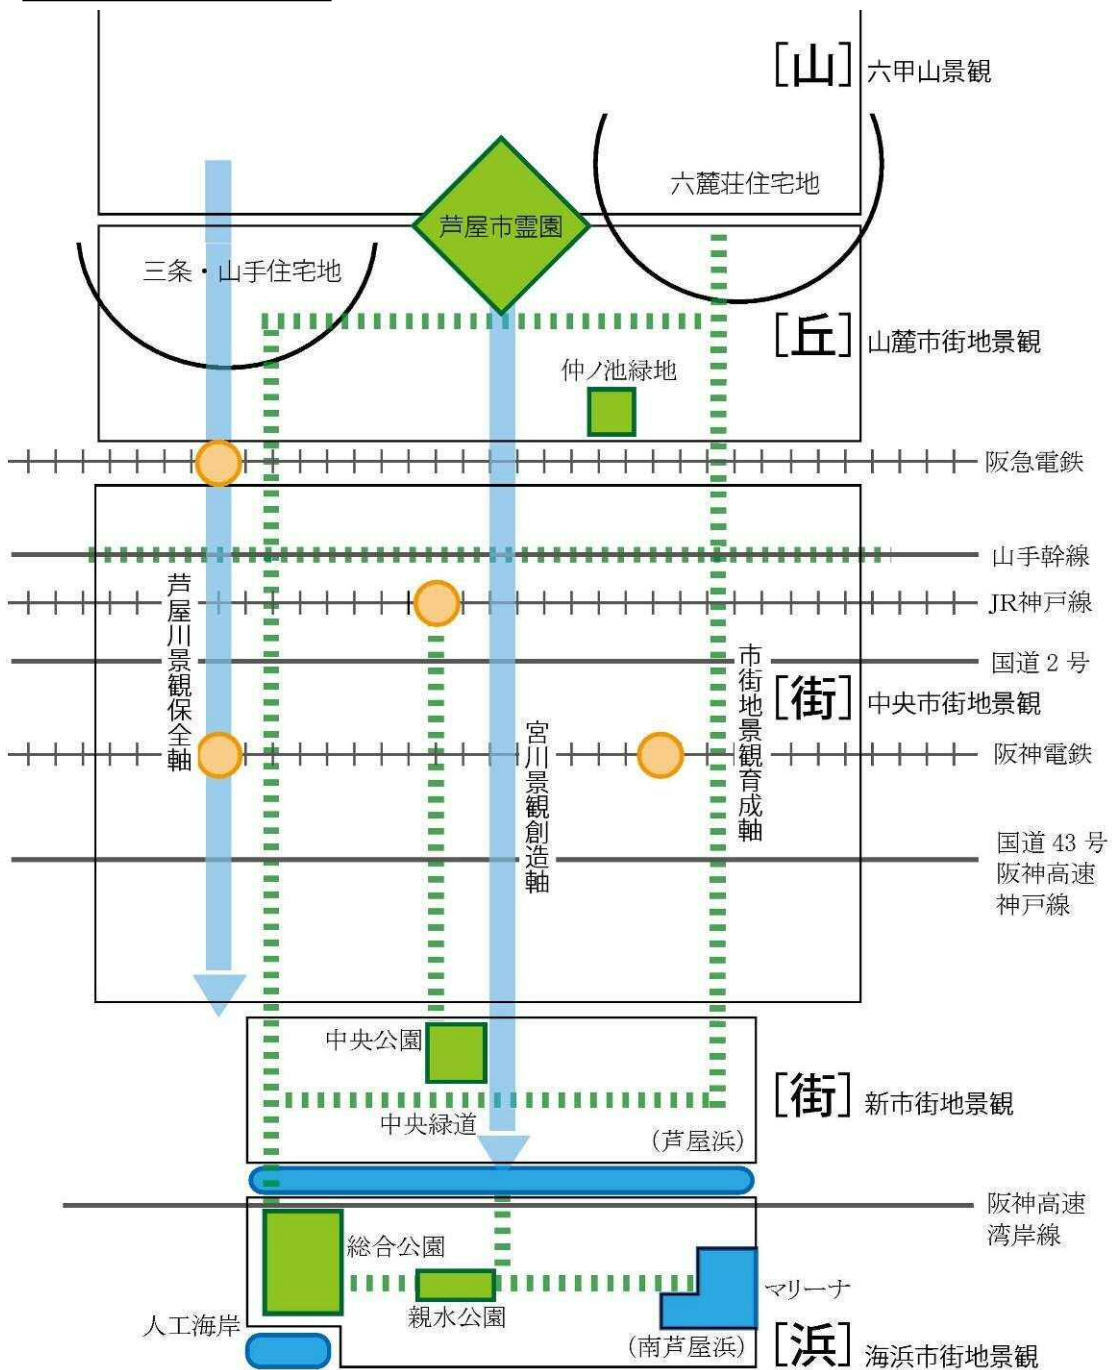 [山] 六甲山景観
六麓荘住宅地
芦屋市霊園
三条・山手住宅地
[丘] 山麓市街地景観
仲ノ池緑地
阪急電鉄
山手幹線
JR神戸線
芦屋川景観保全軸
国道2号
市街地景観育成軸
[街] 中央市街地景観
宮川景観創造軸
阪神電鉄
国道43号
阪神高速
神戸線
中央公園
[街] 新市街地景観
中央緑道
(芦屋浜)
阪神高速
湾岸線
総合公園
マリーナ
親水公園
人工海岸
(南芦屋浜)
[浜] 海浜市街地景観